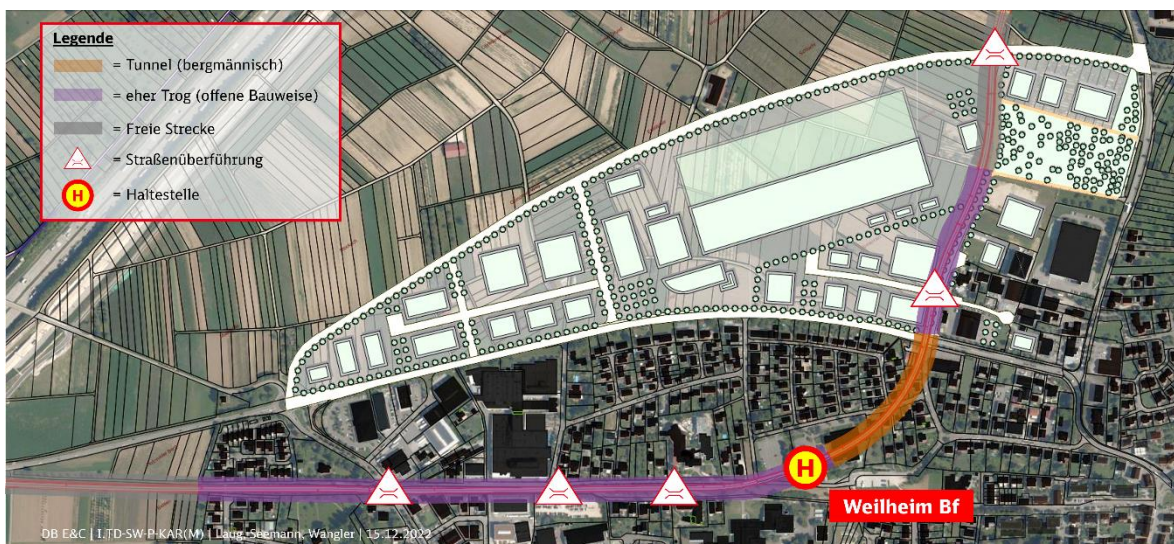 Legende
= Tunnel (bergmännisch)
= eher Trog (offene Bauweise)
= Freie Strecke
= Straßenüberführung
H = Haltestelle
H
Weilheim Bf
DB E&C | I.TD-SW-P-KAR(M) | Laug, Seemann, Wangler | 15.12.2022